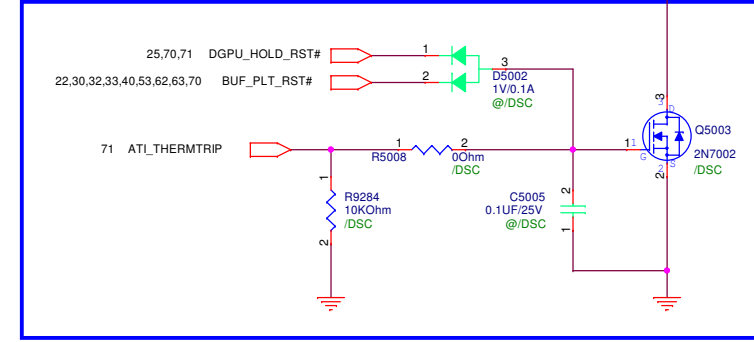 25,70,71 DGPU_HOLD_RST#
1
3
22,30,32,33,40,53,62,63,70 BUF_PLT_RST#
2
D5002
1V/0.1A
@/DSC
3
3
D
Q5003
2N7002
/DSC
71 ATI_THERMTRIP
1
2
R5008
0Ohm
/DSC
1
1
G
S
2
2
1
R9284
10KOhm
/DSC
2
C5005
0.1UF/25V
@/DSC
2
1